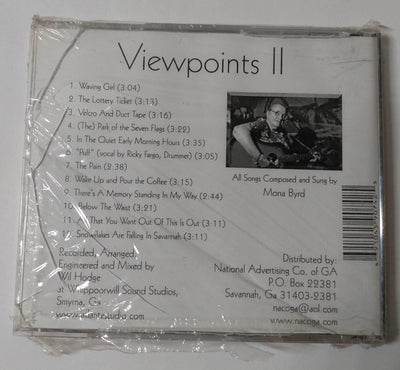 Viewpoints II
1. Waving Girl (3:04)
2. The Lottery Ticket (3:13)
3. Velcro And Duct Tape (3:16)
4. (The) Park of the Seven Flags (3:22)
5. In The Quiet Early Morning Hours (3:35)
6. "Puff" (vocal by Ricky Fargo, Drummer) (3:05)
7. The Pain (2:38)
8. Wake Up and Pour the Coffee (3:15)
9. There's A Memory Standing In My Way (2:44)
10. Below The Waist (3:21)
11. All That You Want Out Of This Is Out (3:11)
12. Snowflakes Are Falling In Savannah (3:11)
All Songs Composed and Sung by
Mona Byrd
Recorded, Arranged,
Engineered and Mixed by
Wil Hodge
at Whippoorwill Sound Studios,
Smyrna, Ga
Distributed by:
National Advertising Co. of GA
P.O. Box 22381
Savannah, Ga 31403-2381
nacoga@aol.com
www.nacoga.com